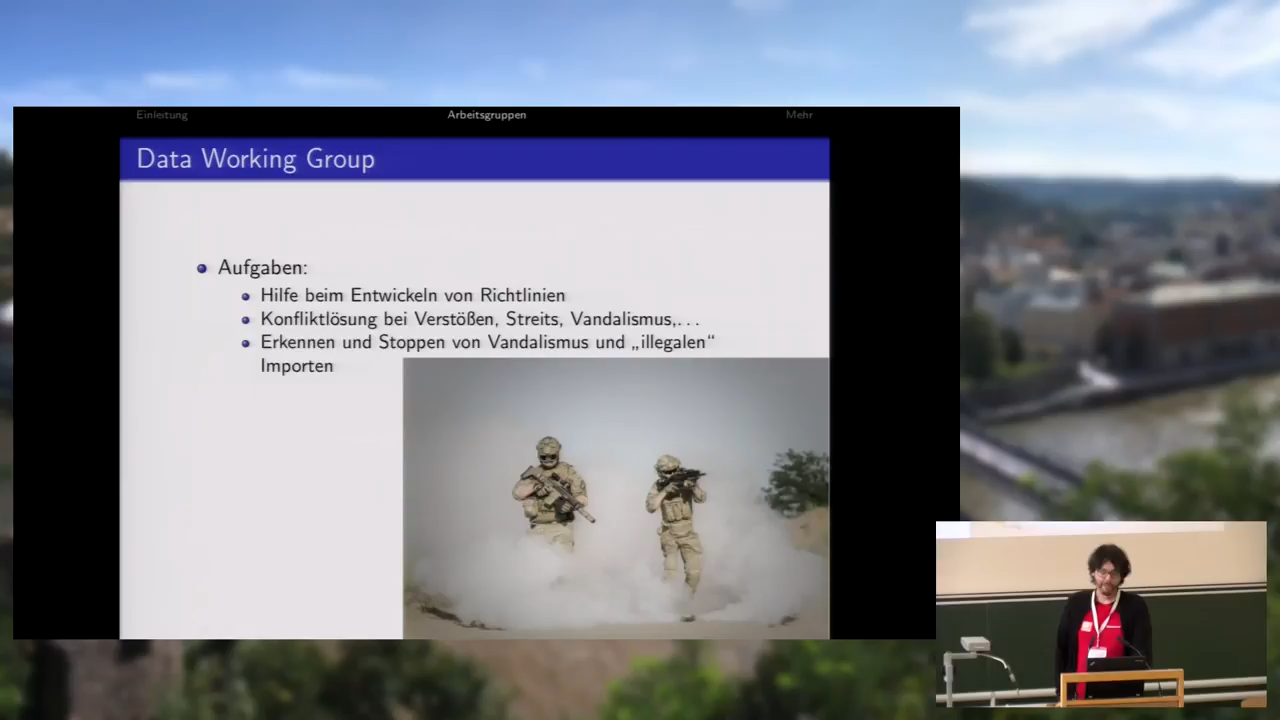 Einleitung
Arbeitsgruppen
Mehr
Data Working Group
Aufgaben:
Hilfe beim Entwickeln von Richtlinien
Konfliktlösung bei Verstößen, Streits, Vandalismus,...
Erkennen und Stoppen von Vandalismus und „illegalen“
Importen